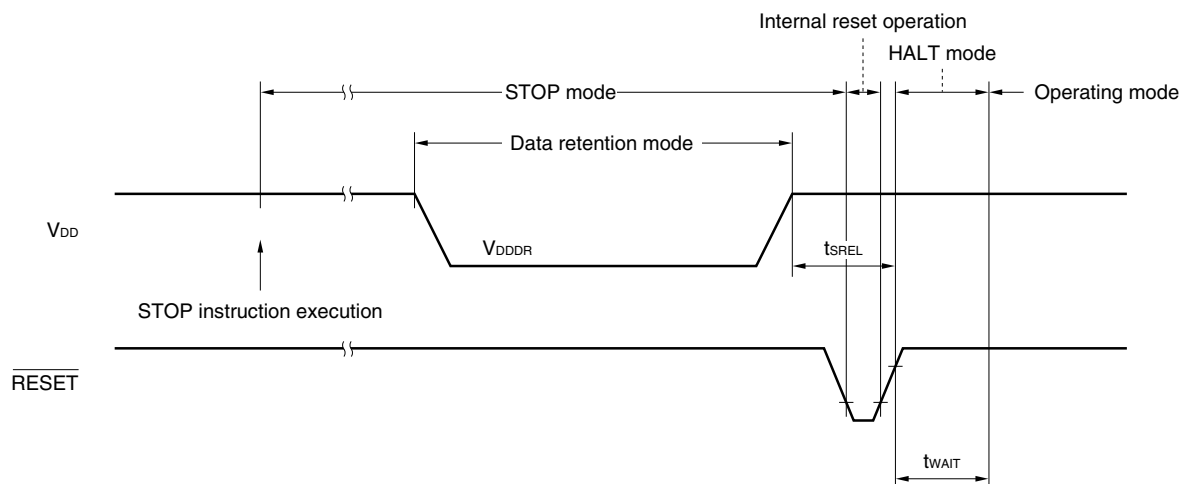 Internal reset operation
HALT mode
STOP mode
Operating mode
Data retention mode
VDD
VDDDR
tSREL
STOP instruction execution
RESET
tWAIT